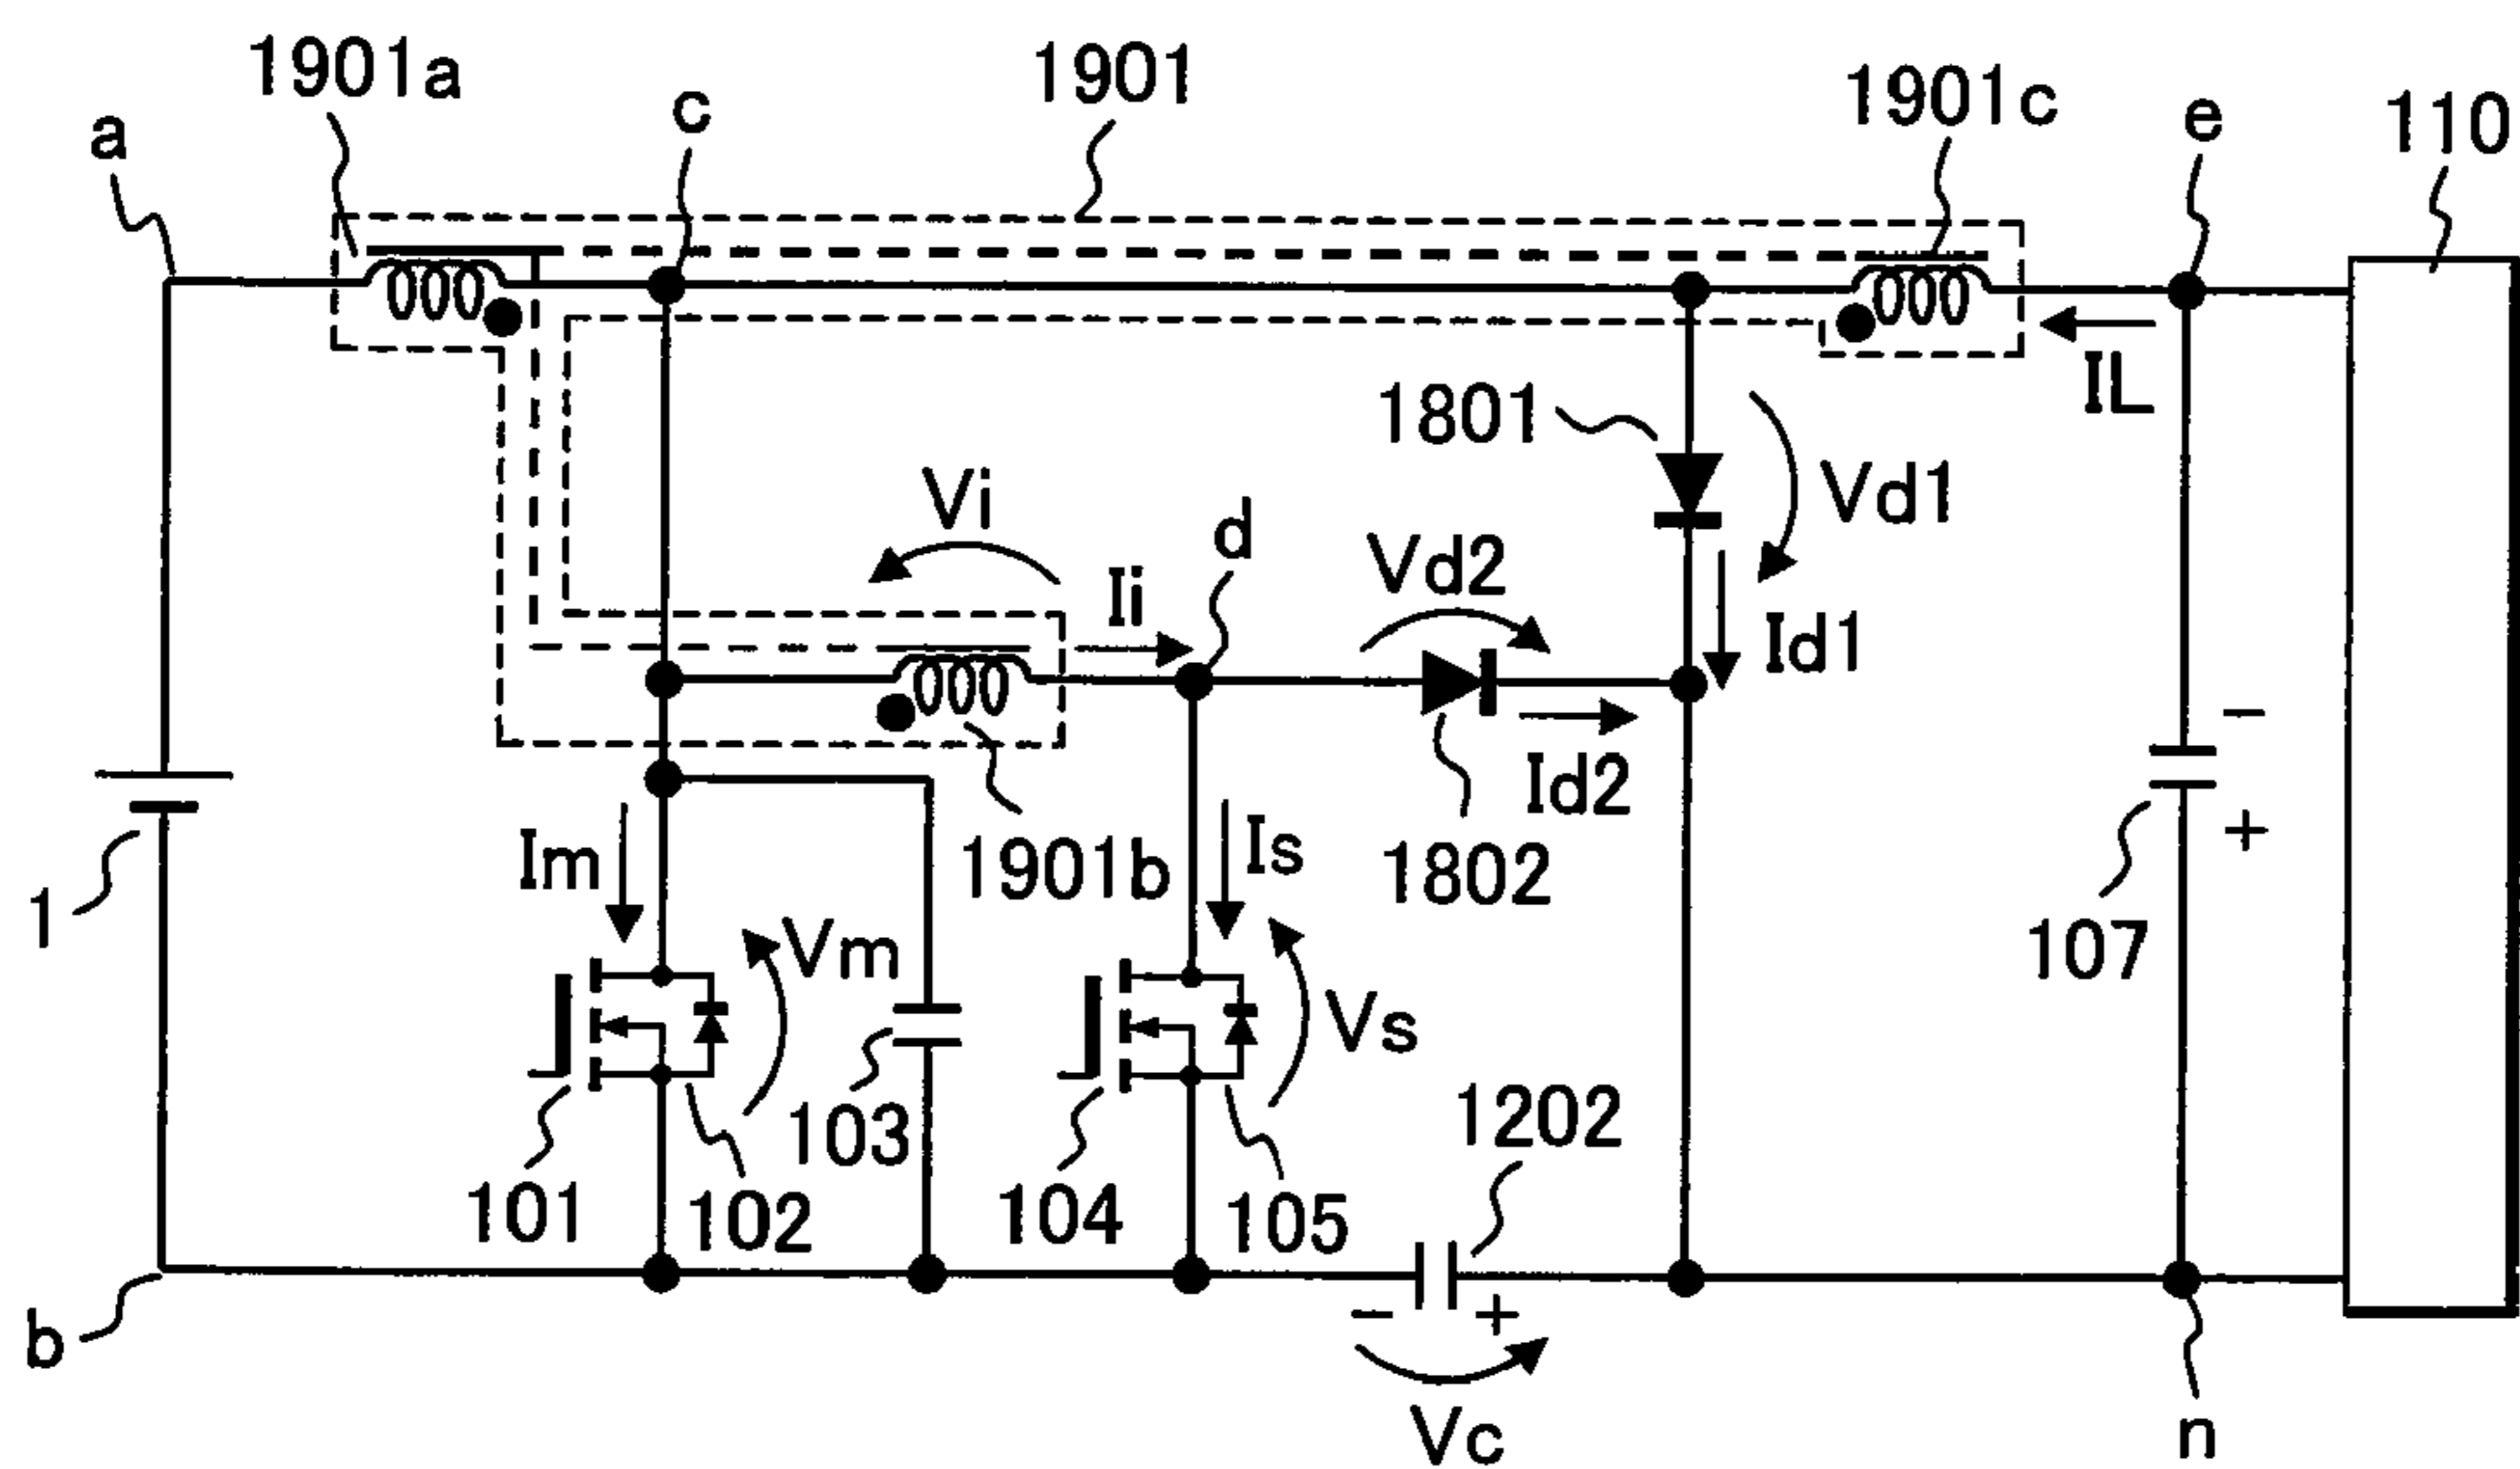 1901a
1901
1901c
a
c
e
110
IL
1801
Vd1
Vi
d
Vd2
Ii
Id1
Id2
-
+
Im
1901b
Is
1802
1
Vm
107
Vs
103
1202
101
102
104
105
b
- +
Vc
n